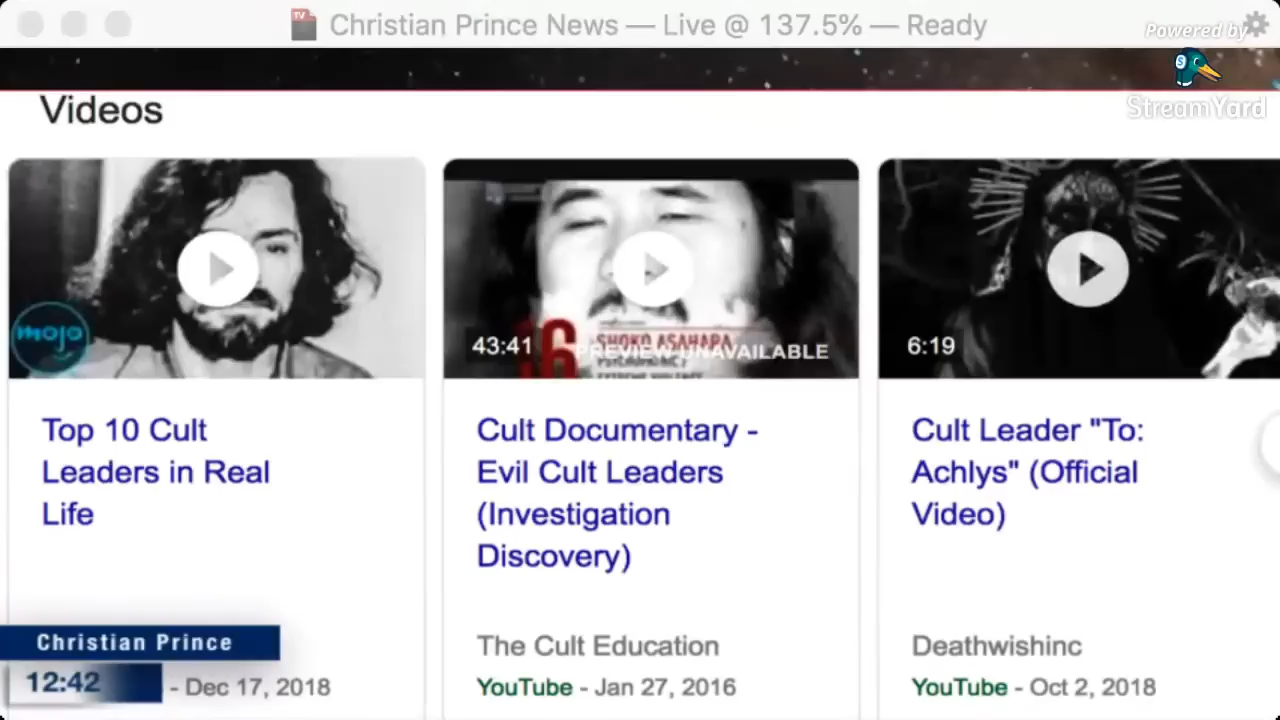 Christian Prince News — Live @ 137.5% — Ready
Powered by
StreamYard
Videos
mojo
43:41
16
SHOKO ASAHARA
PREVIEW UNAVAILABLE
6:19
Top 10 Cult
Leaders in Real
Life
Cult Documentary -
Evil Cult Leaders
(Investigation
Discovery)
Cult Leader "To:
Achlys" (Official
Video)
The Cult Education
Deathwishinc
Christian Prince
12:42
- Dec 17, 2018
YouTube - Jan 27, 2016
YouTube - Oct 2, 2018